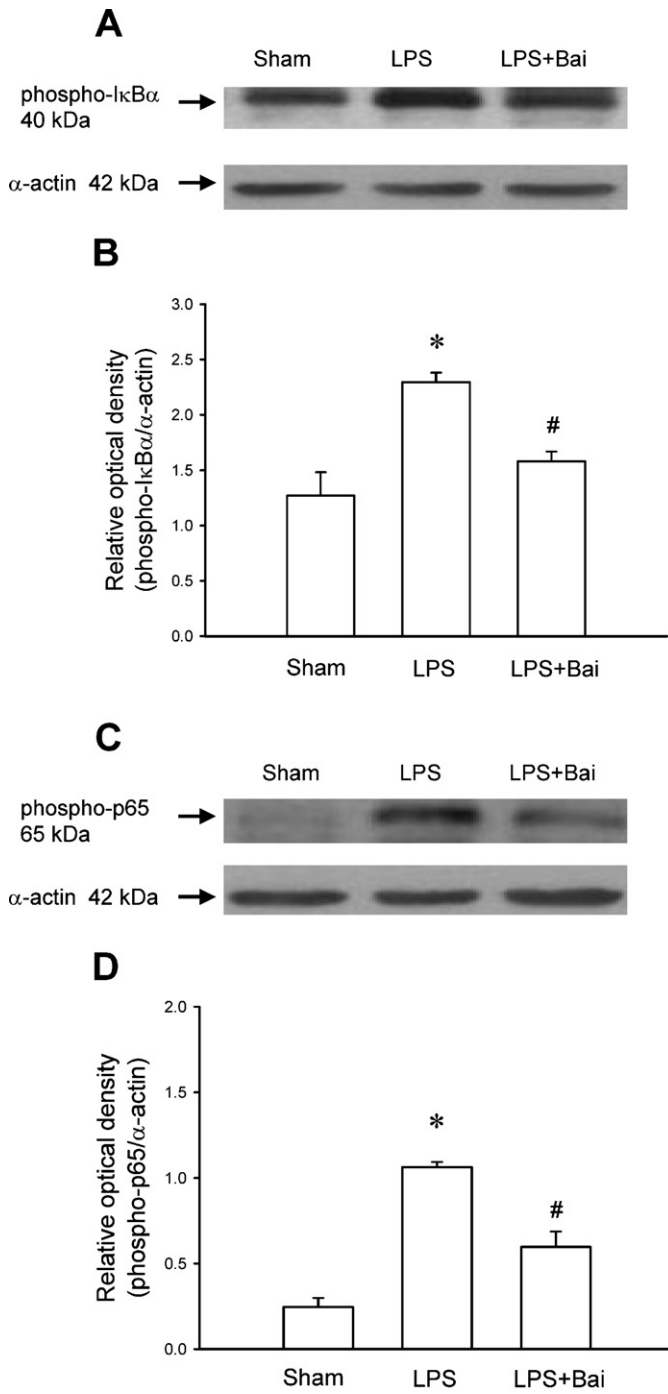 A
Sham LPS LPS+Bai
phospho-IκBα
40 kDa
α-actin 42 kDa
B
Relative optical density
(phospho-IκBα/α-actin)
3.0
2.5
2.0
1.5
1.0
0.5
0.0
*
#
Sham LPS LPS+Bai
C
Sham LPS LPS+Bai
phospho-p65
65 kDa
α-actin 42 kDa
D
Relative optical density
(phospho-p65/α-actin)
2.0
1.5
1.0
0.5
0.0
*
#
Sham LPS LPS+Bai